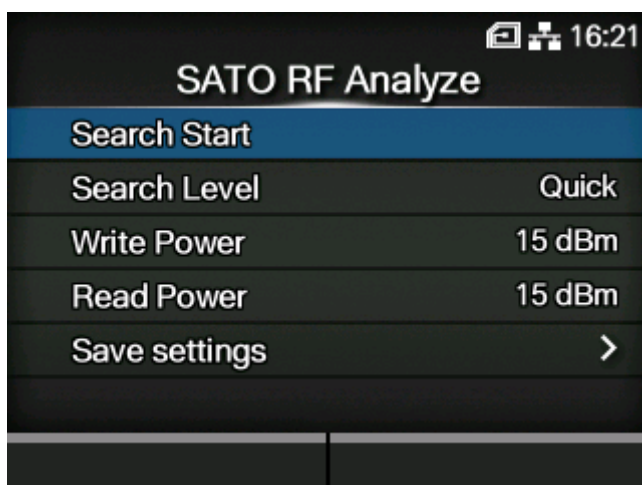 16:21
SATO RF Analyze
Search Start
Search Level Quick
Write Power 15 dBm
Read Power 15 dBm
Save settings